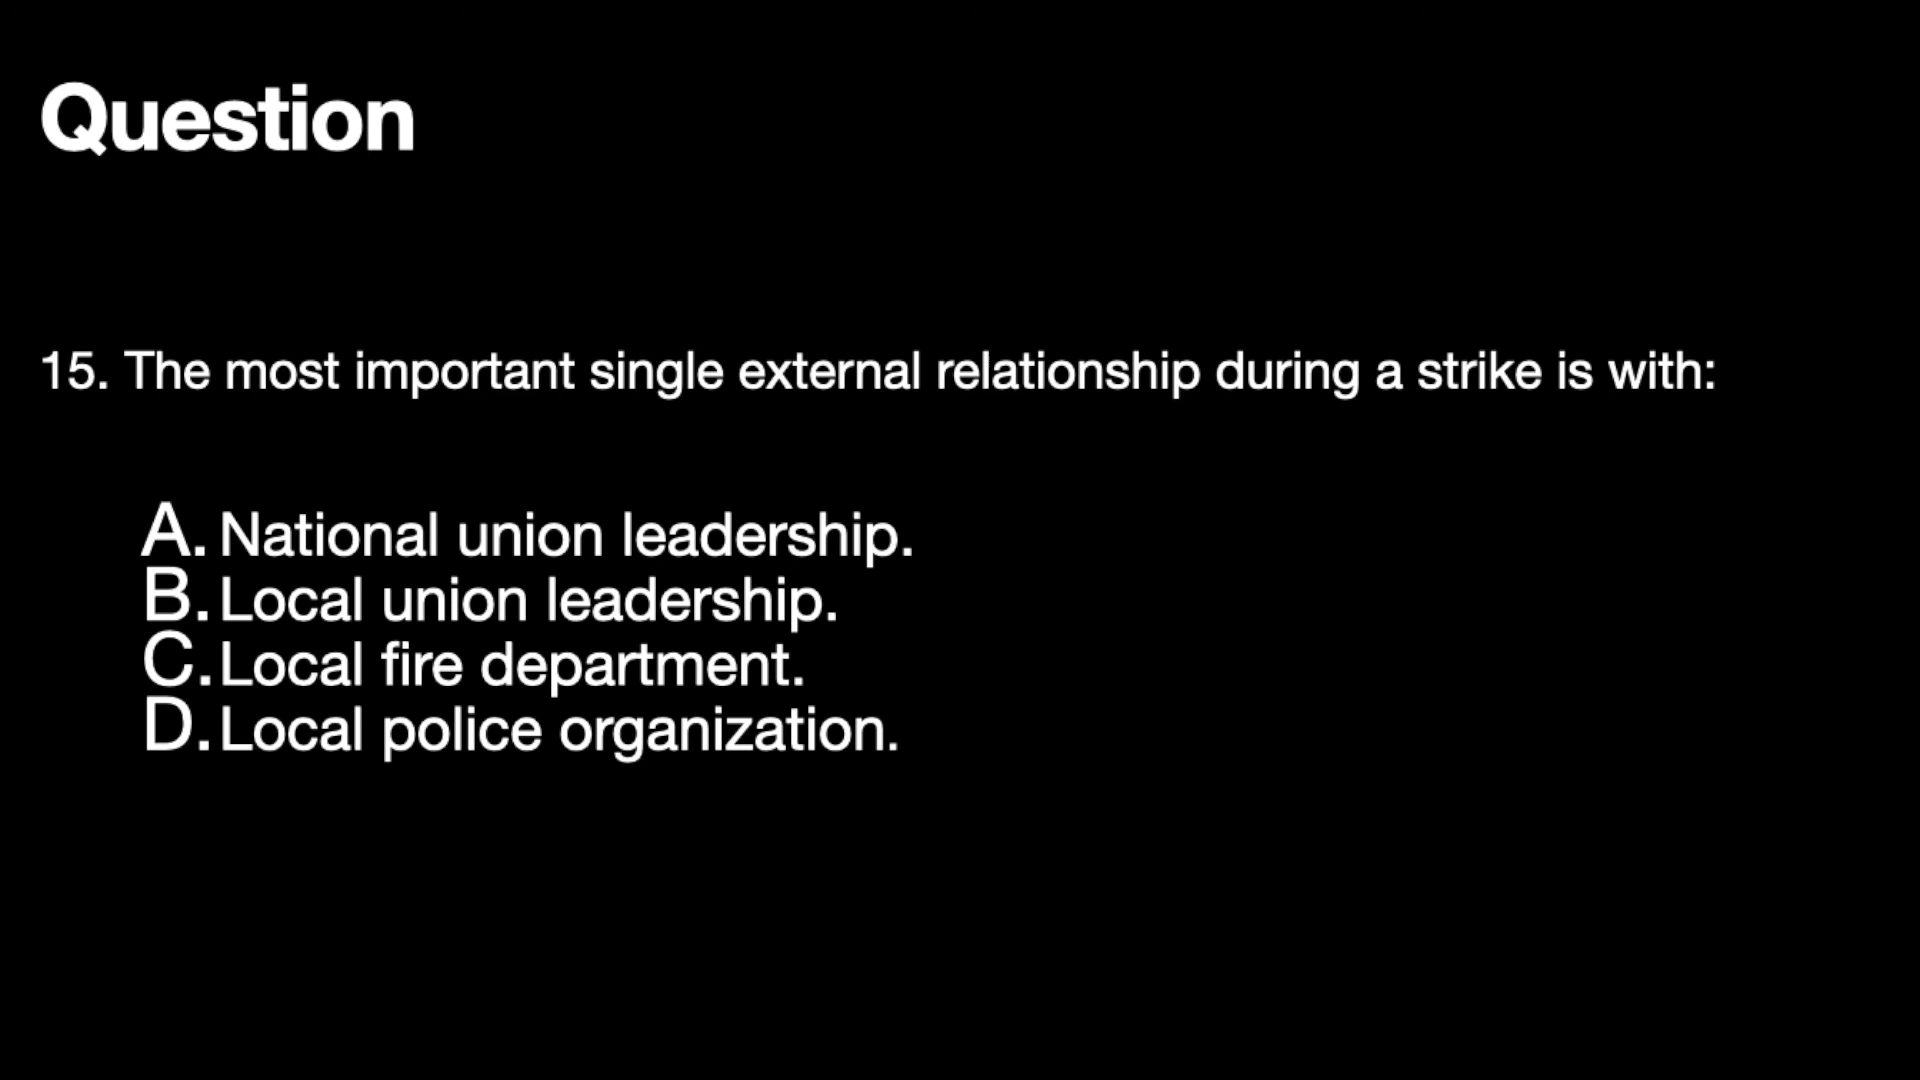 Question
15. The most important single external relationship during a strike is with:
A. National union leadership.
B. Local union leadership.
C. Local fire department.
D. Local police organization.